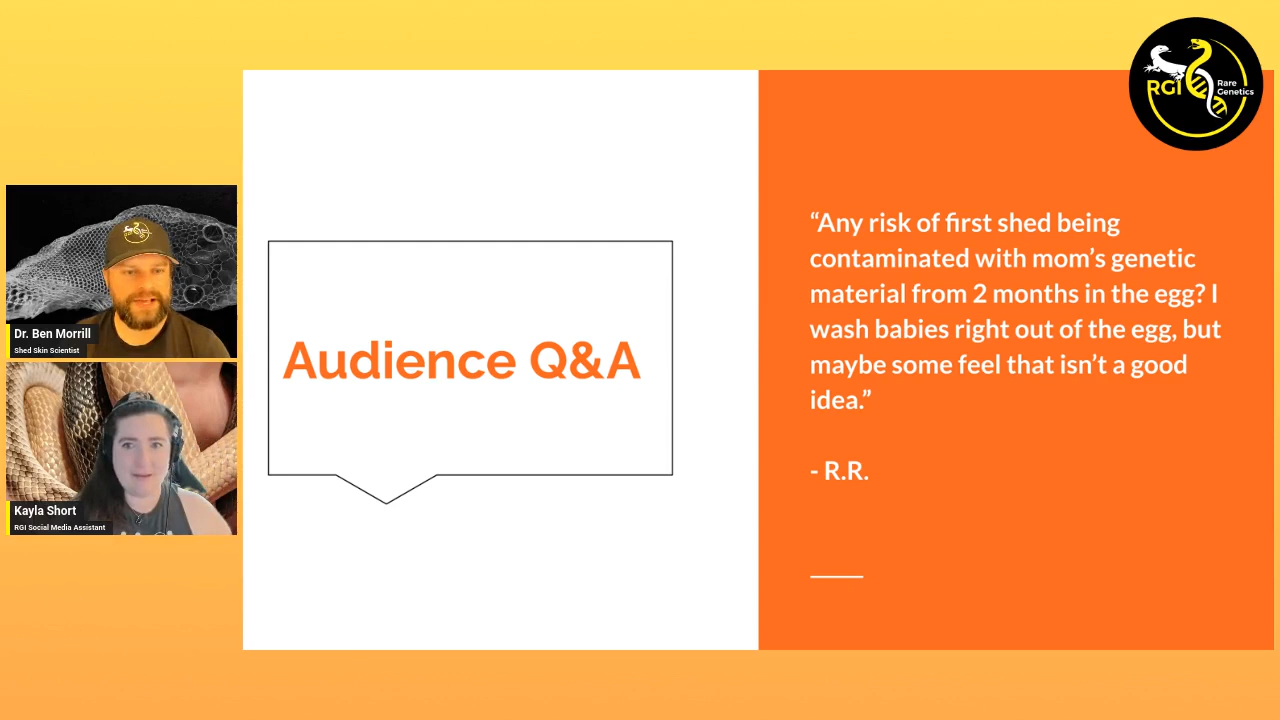 RGI
Rare
Genetics
Dr. Ben Morrill
Shed Skin Scientist
Kayla Short
RGI Social Media Assistant
Audience Q&A
“Any risk of first shed being
contaminated with mom’s genetic
material from 2 months in the egg? I
wash babies right out of the egg, but
maybe some feel that isn’t a good
idea.”
- R.R.